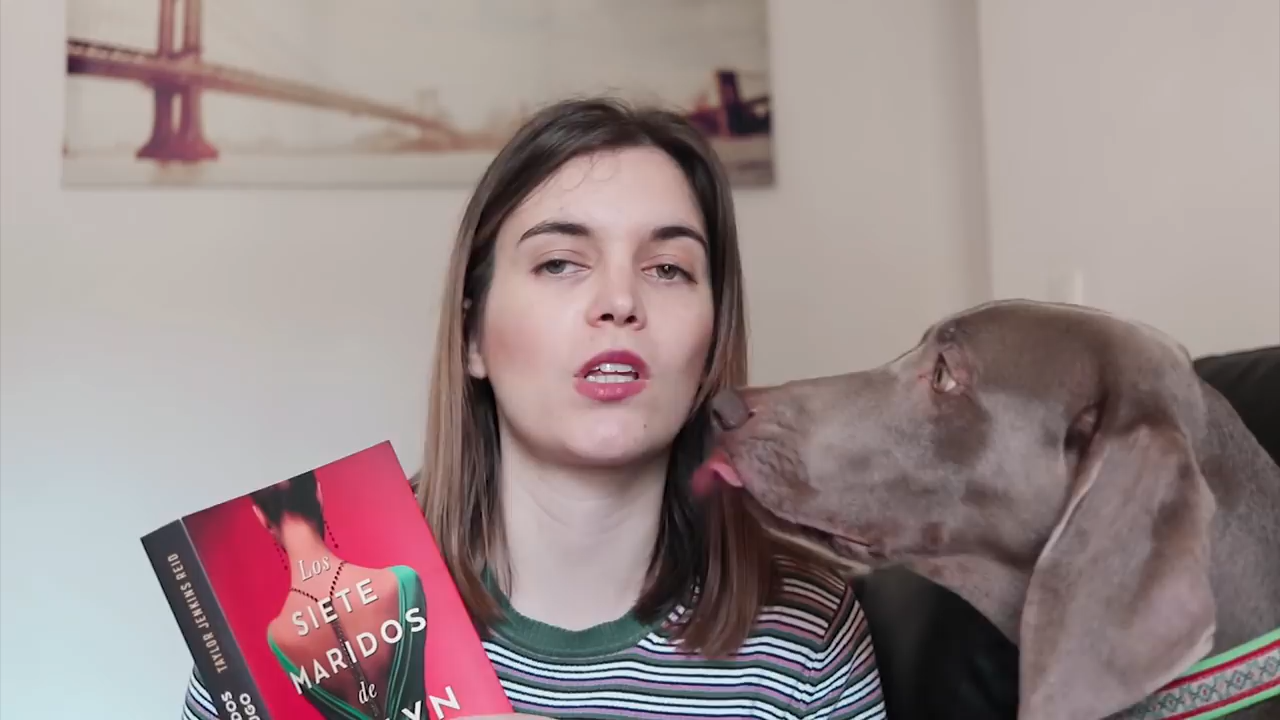 TAYLOR JENKINS REID
Los
SIETE
MARIDOS
de